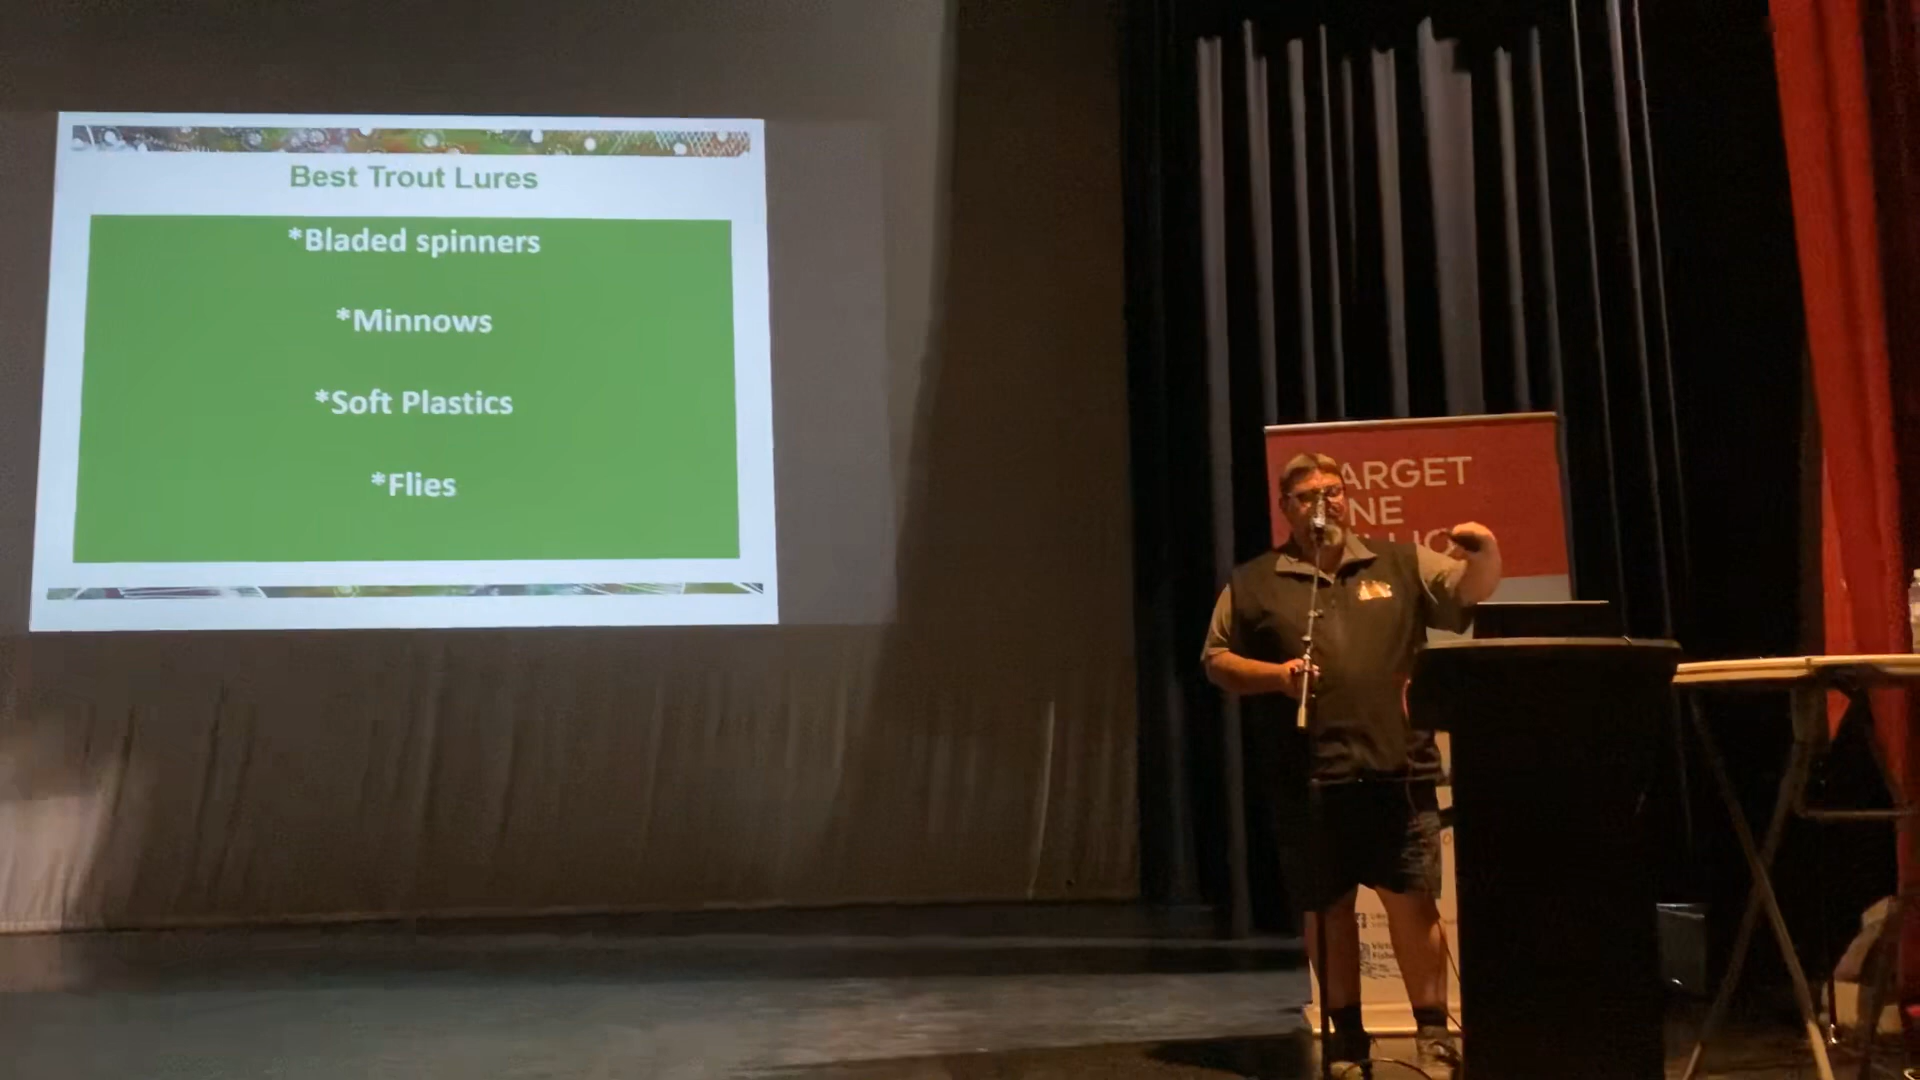 Best Trout Lures
*Bladed spinners
*Minnows
*Soft Plastics
*Flies
ARGET
NE